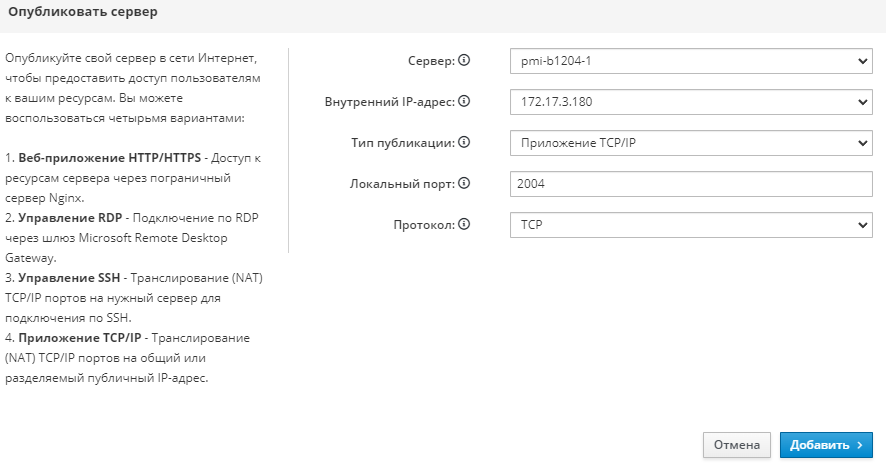 Опубликовать сервер
Опубликуйте свой сервер в сети Интернет,
чтобы предоставить доступ пользователям
к вашим ресурсам. Вы можете
воспользоваться четырьмя вариантами:
1. Веб-приложение HTTP/HTTPS - Доступ к
ресурсам сервера через пограничный
сервер Nginx.
2. Управление RDP - Подключение по RDP
через шлюз Microsoft Remote Desktop
Gateway.
3. Управление SSH - Транслирование (NAT)
TCP/IP портов на нужный сервер для
подключения по SSH.
4. Приложение TCP/IP - Транслирование
(NAT) TCP/IP портов на общий или
разделяемый публичный IP-адрес.
Сервер: pmi-b1204-1
Внутренний IP-адрес: 172.17.3.180
Тип публикации: Приложение TCP/IP
Локальный порт: 2004
Протокол: TCP
Отмена Добавить